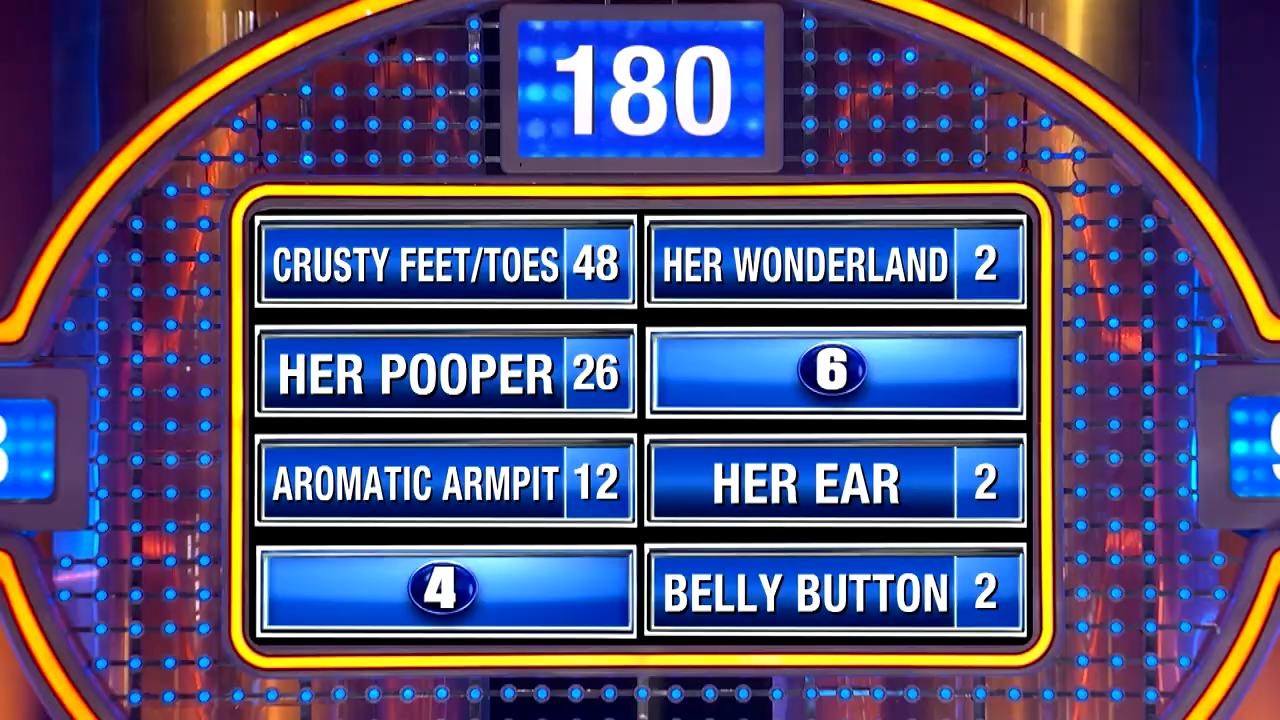 180
CRUSTY FEET/TOES 48
HER POOPER 26
AROMATIC ARMPIT 12
4
HER WONDERLAND 2
6
HER EAR 2
BELLY BUTTON 2